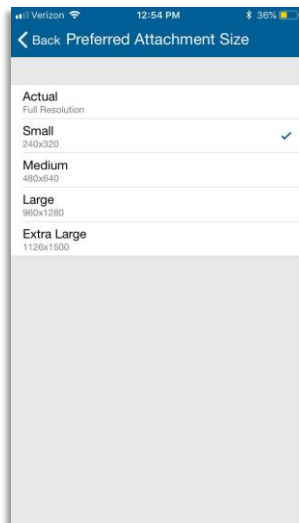 Verizon 12:54 PM 36%
Back Preferred Attachment Size
Actual
Full Resolution
Small
240x320
Medium
480x640
Large
960x1280
Extra Large
1126x1500